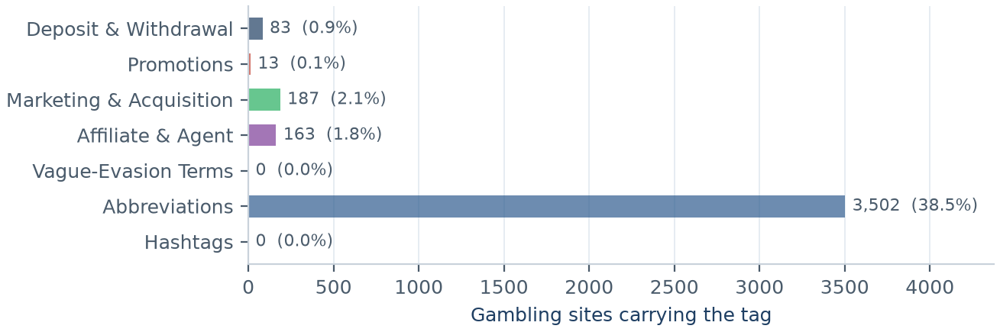 Deposit & Withdrawal 83 (0.9%)
Promotions 13 (0.1%)
Marketing & Acquisition 187 (2.1%)
Affiliate & Agent 163 (1.8%)
Vague-Evasion Terms 0 (0.0%)
Abbreviations 3,502 (38.5%)
Hashtags 0 (0.0%)
0 500 1000 1500 2000 2500 3000 3500 4000
Gambling sites carrying the tag